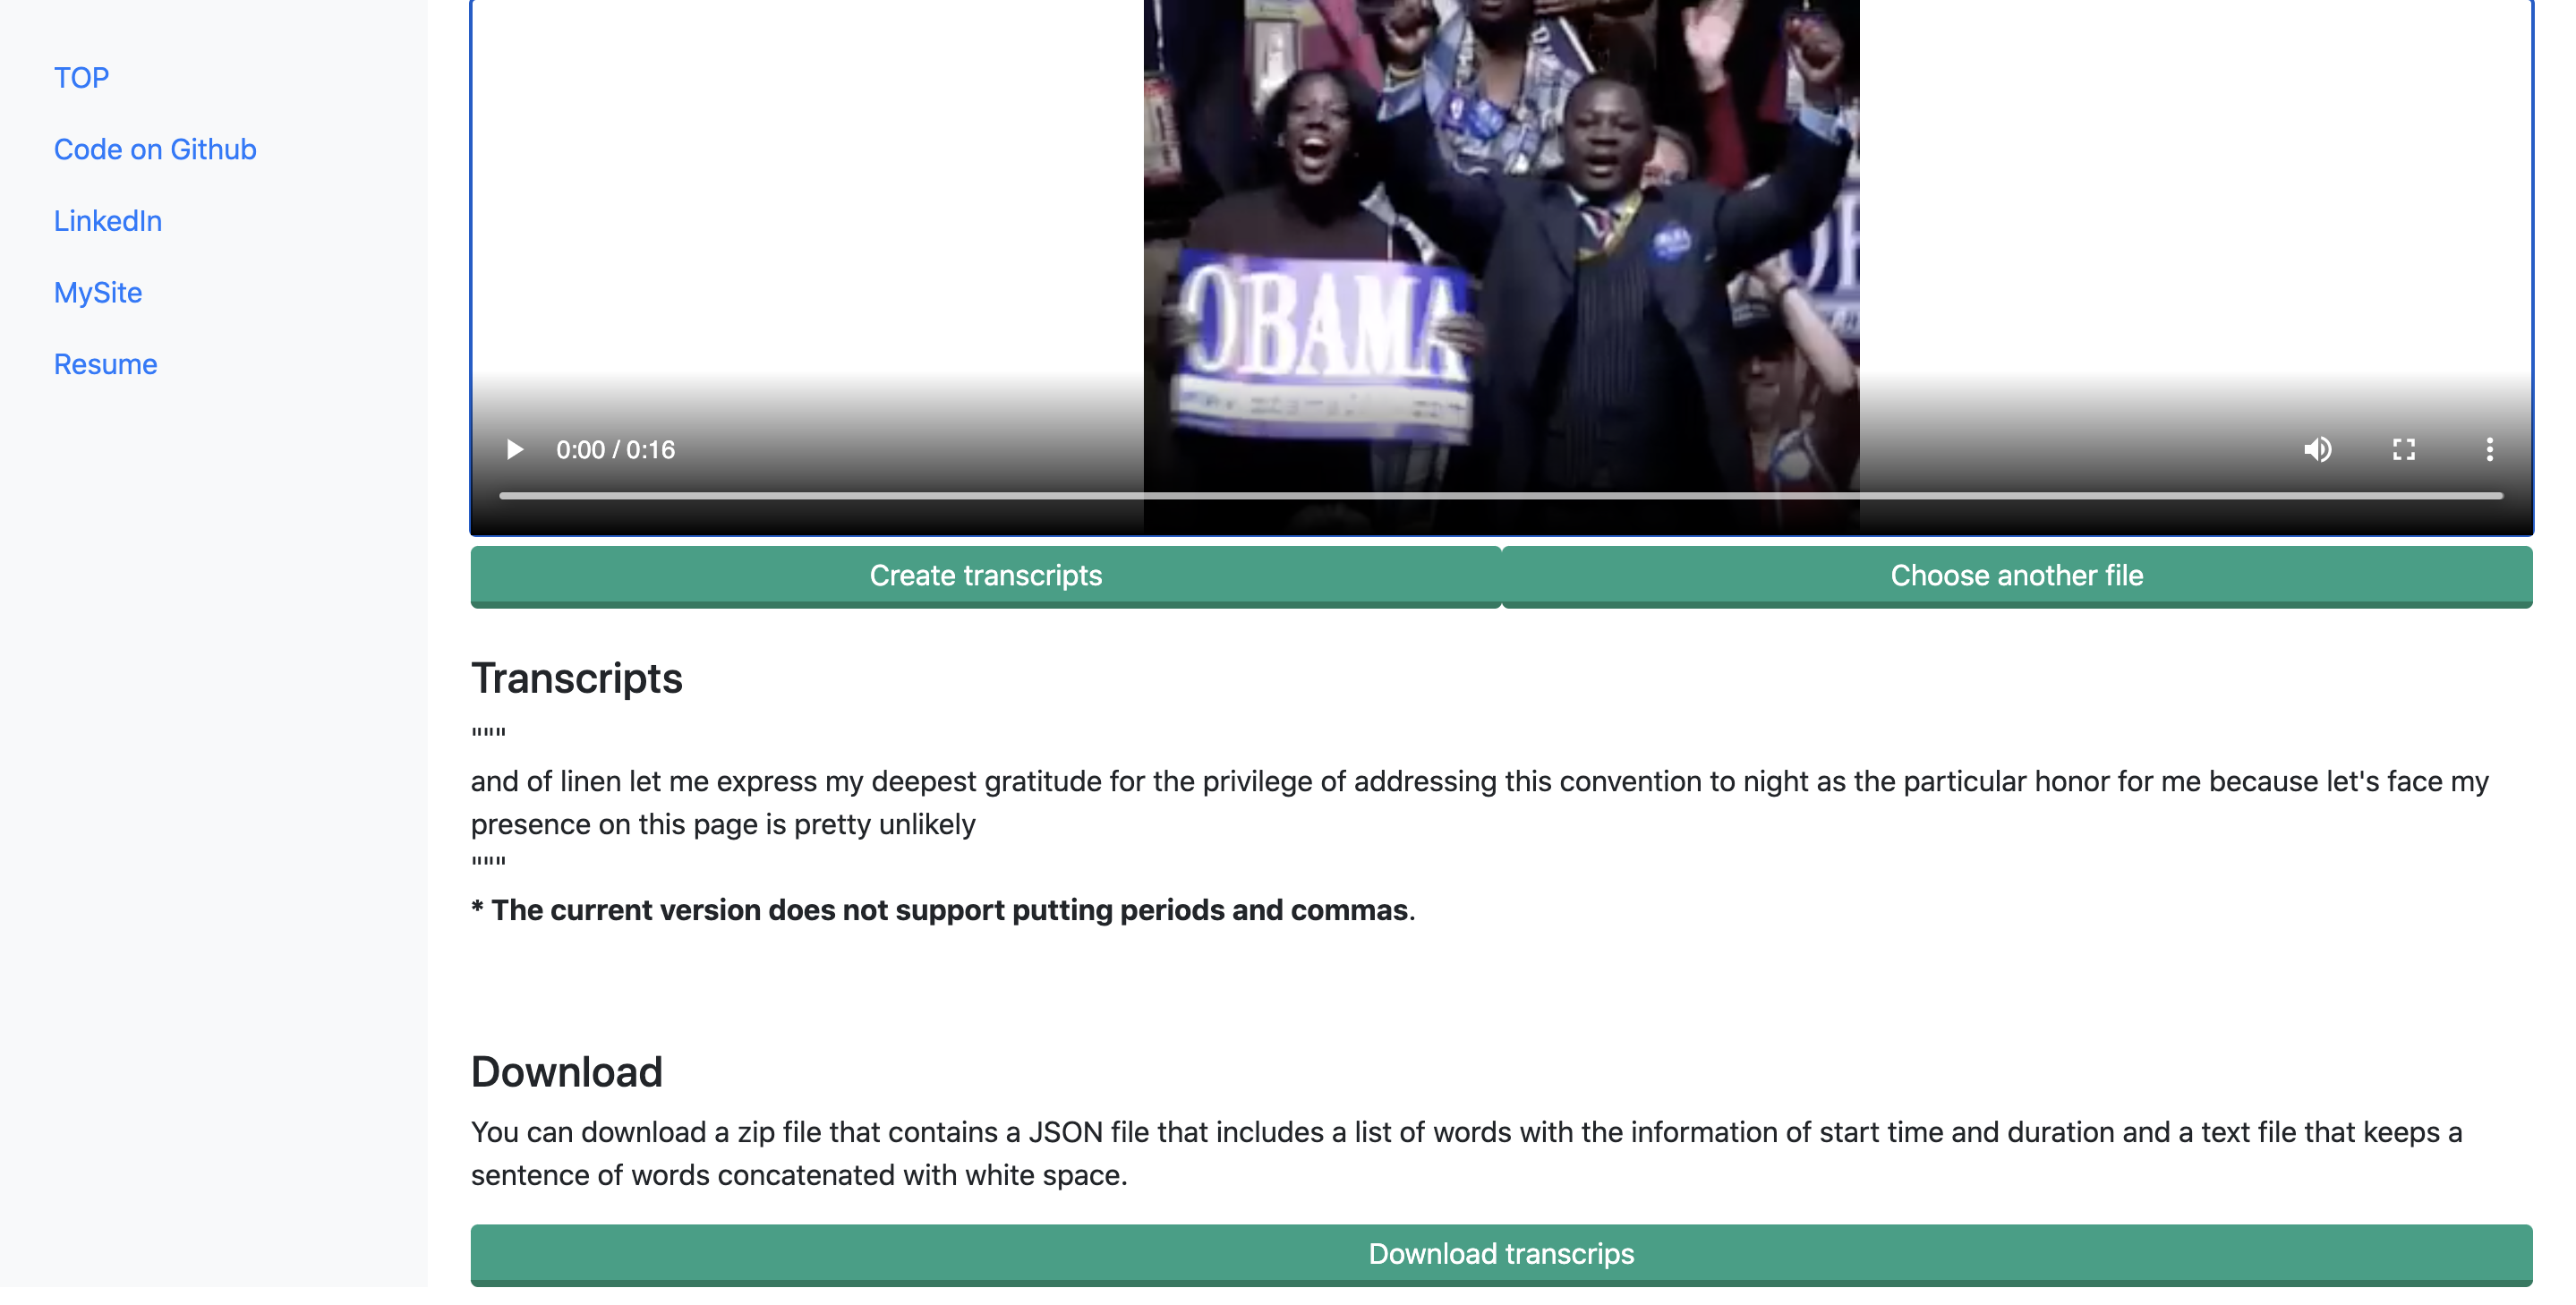 TOP
Code on Github
LinkedIn
MySite
Resume
OBAMA
0:00 / 0:16
Create transcripts
Choose another file
Transcripts
"""
and of linen let me express my deepest gratitude for the privilege of addressing this convention to night as the particular honor for me because let's face my
presence on this page is pretty unlikely
"""
* The current version does not support putting periods and commas.
Download
You can download a zip file that contains a JSON file that includes a list of words with the information of start time and duration and a text file that keeps a
sentence of words concatenated with white space.
Download transcrips